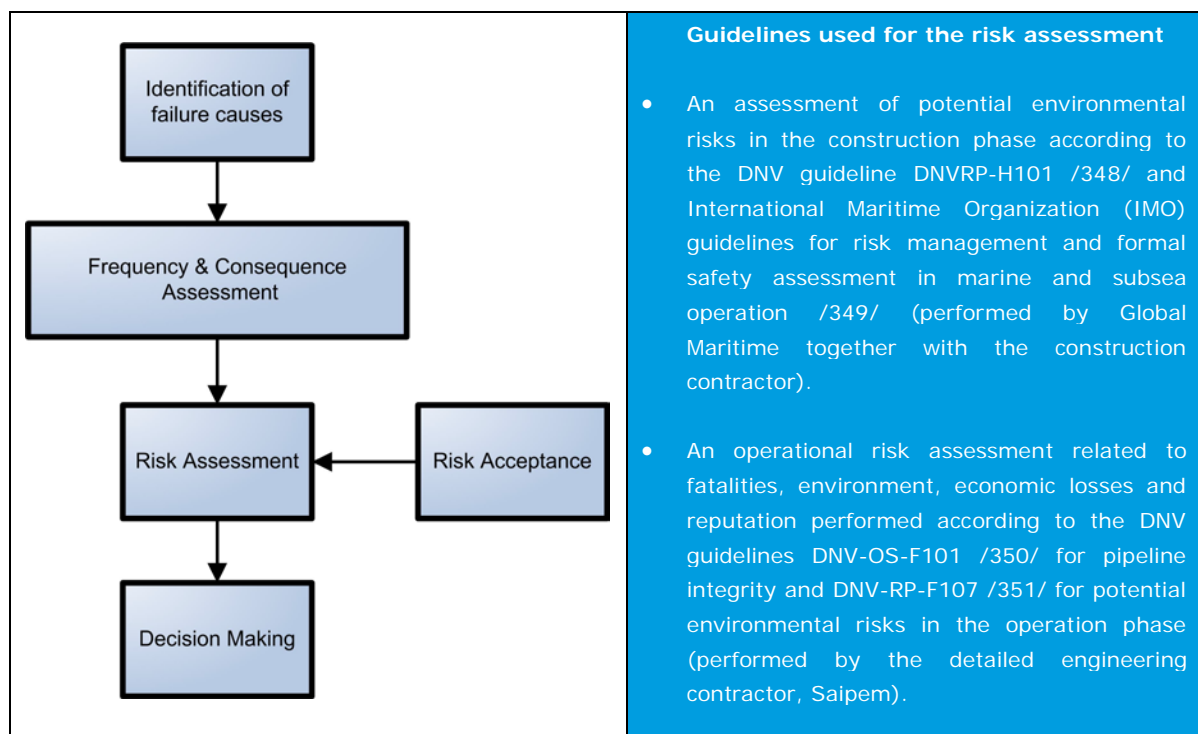 Identification of
failure causes
Frequency & Consequence
Assessment
Risk Assessment
Risk Acceptance
Decision Making
Guidelines used for the risk assessment
• An assessment of potential environmental
risks in the construction phase according to
the DNV guideline DNVRP-H101 /348/ and
International Maritime Organization (IMO)
guidelines for risk management and formal
safety assessment in marine and subsea
operation /349/ (performed by Global
Maritime together with the construction
contractor).
• An operational risk assessment related to
fatalities, environment, economic losses and
reputation performed according to the DNV
guidelines DNV-OS-F101 /350/ for pipeline
integrity and DNV-RP-F107 /351/ for potential
environmental risks in the operation phase
(performed by the detailed engineering
contractor, Saipem).